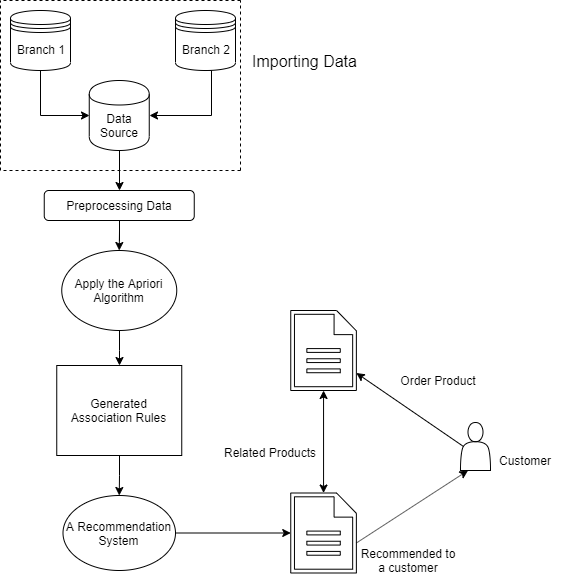 Branch 1
Branch 2
Importing Data
Data
Source
Preprocessing Data
Apply the Apriori
Algorithm
Generated
Association Rules
A Recommendation
System
Order Product
Related Products
Customer
Recommended to
a customer